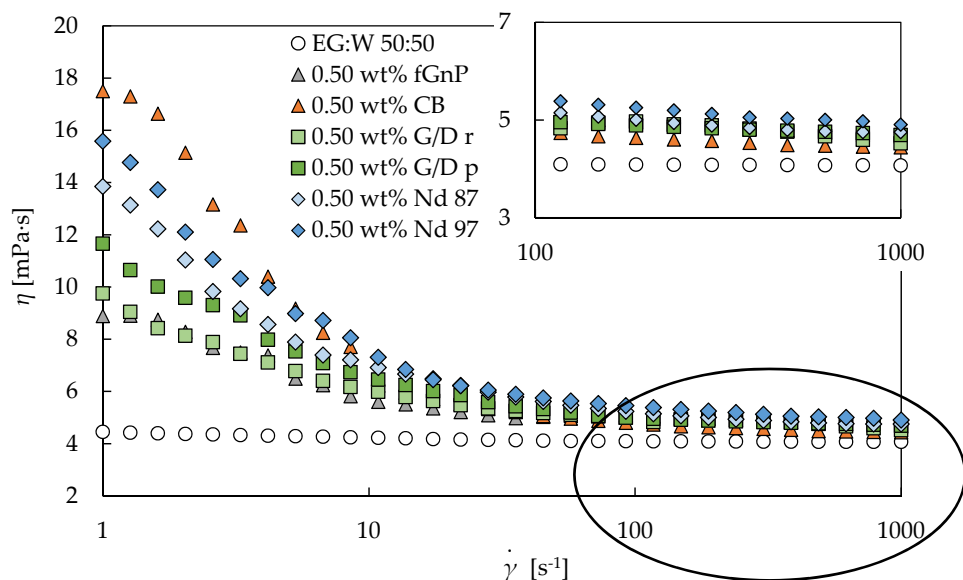 20
18
16
14
12
10
8
6
4
2
η [mPa·s]
1
10
100
1000
γ̇ [s⁻¹]
EG:W 50:50
0.50 wt% fGnP
0.50 wt% CB
0.50 wt% G/D r
0.50 wt% G/D p
0.50 wt% Nd 87
0.50 wt% Nd 97
7
5
3
100
1000